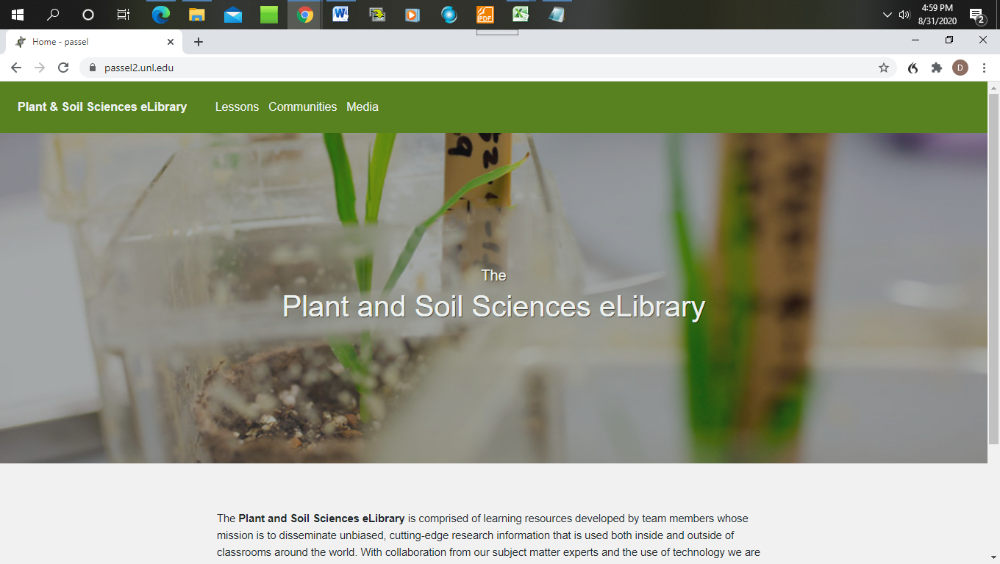 4:59 PM
8/31/2020
2
Home - passel
passel2.unl.edu
D
Plant & Soil Sciences eLibrary Lessons Communities Media
The
Plant and Soil Sciences eLibrary
The Plant and Soil Sciences eLibrary is comprised of learning resources developed by team members whose
mission is to disseminate unbiased, cutting-edge research information that is used both inside and outside of
classrooms around the world. With collaboration from our subject matter experts and the use of technology we are